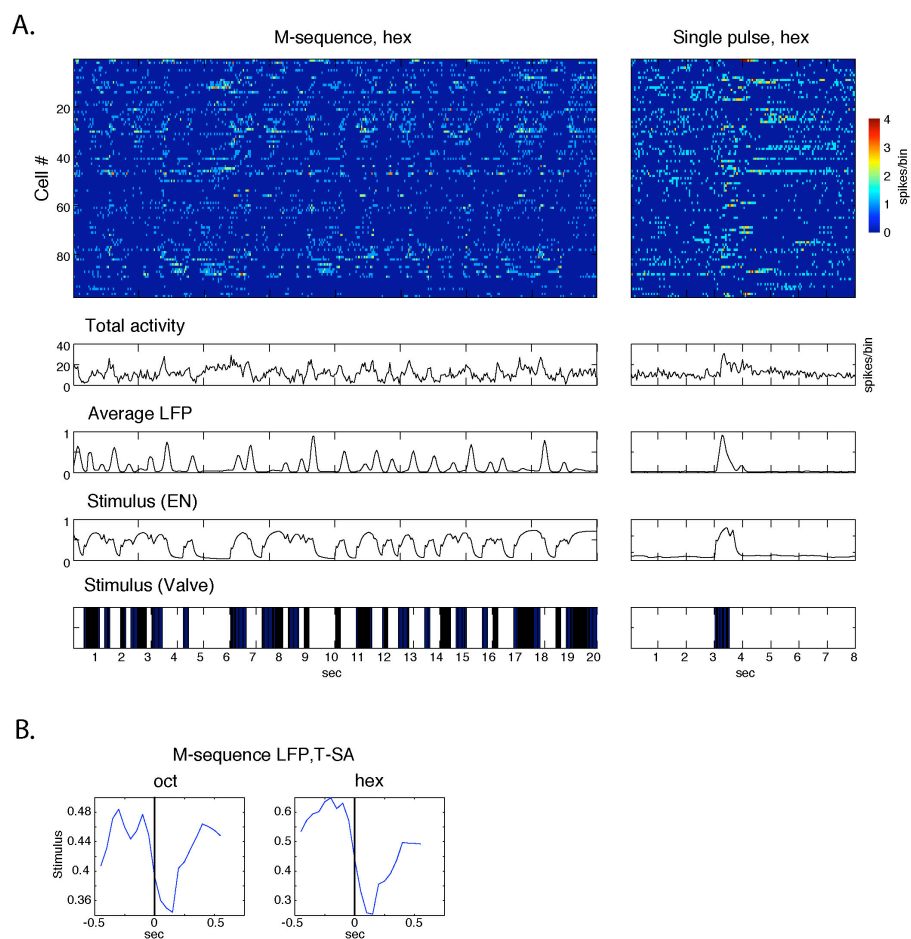 A.
M-sequence, hex
Single pulse, hex
Cell #
20
40
60
80
4
3
2
1
0
spikes/bin
Total activity
40
20
0
spikes/bin
Average LFP
1
0
Stimulus (EN)
1
0
Stimulus (Valve)
1 2 3 4 5 6 7 8 9 10 11 12 13 14 15 16 17 18 19 20
sec
1 2 3 4 5 6 7 8
sec
B.
M-sequence LFP,T-SA
oct
hex
Stimulus
0.48
0.44
0.4
0.36
-0.5 0 0.5
sec
0.6
0.5
0.4
0.3
-0.5 0 0.5
sec